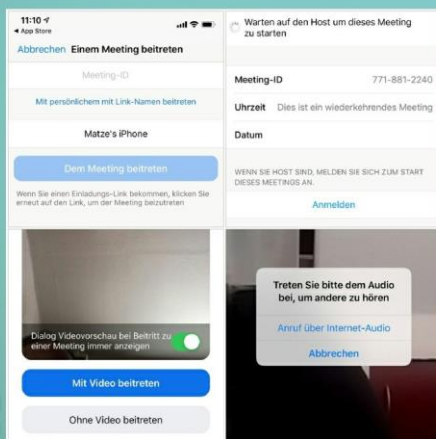 11:10
App Store
Abbrechen Einem Meeting beitreten
Meeting-ID
Mit persönlichem mit Link-Namen beitreten
Matze's iPhone
Dem Meeting beitreten
Wenn Sie einen Einladungs-Link bekommen, klicken Sie
erneut auf den Link, um der Meeting beizutreten
Warten auf den Host um dieses Meeting
zu starten
Meeting-ID 771-881-2240
Uhrzeit Dies ist ein wiederkehrendes Meeting
Datum
WENN SIE HOST SIND, MELDEN SIE SICH ZUM START
DIESES MEETINGS AN.
Anmelden
Dialog Videovorschau bei Beitritt zu
einer Meeting immer anzeigen
Mit Video beitreten
Ohne Video beitreten
Treten Sie bitte dem Audio
bei, um andere zu hören
Anruf über Internet-Audio
Abbrechen